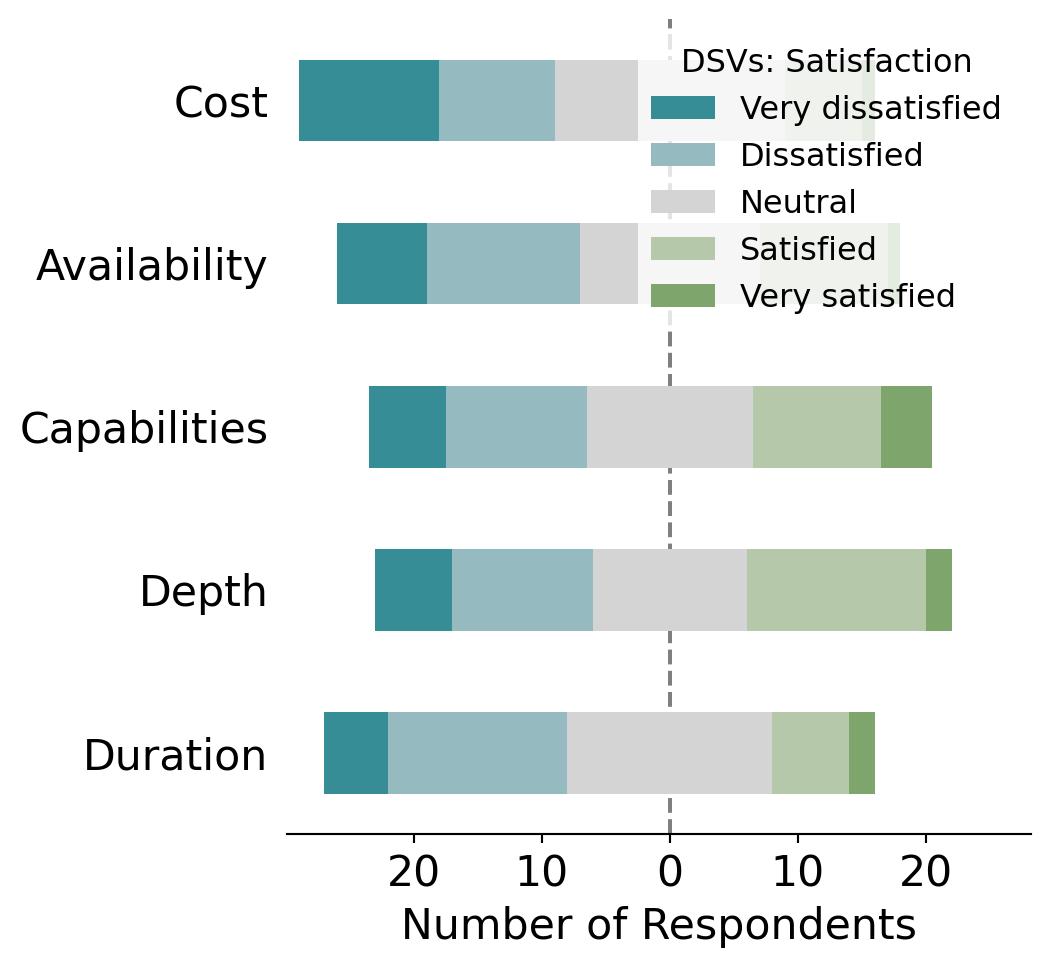 DSVs: Satisfaction
Very dissatisfied
Dissatisfied
Neutral
Satisfied
Very satisfied
Cost
Availability
Capabilities
Depth
Duration
20 10 0 10 20
Number of Respondents